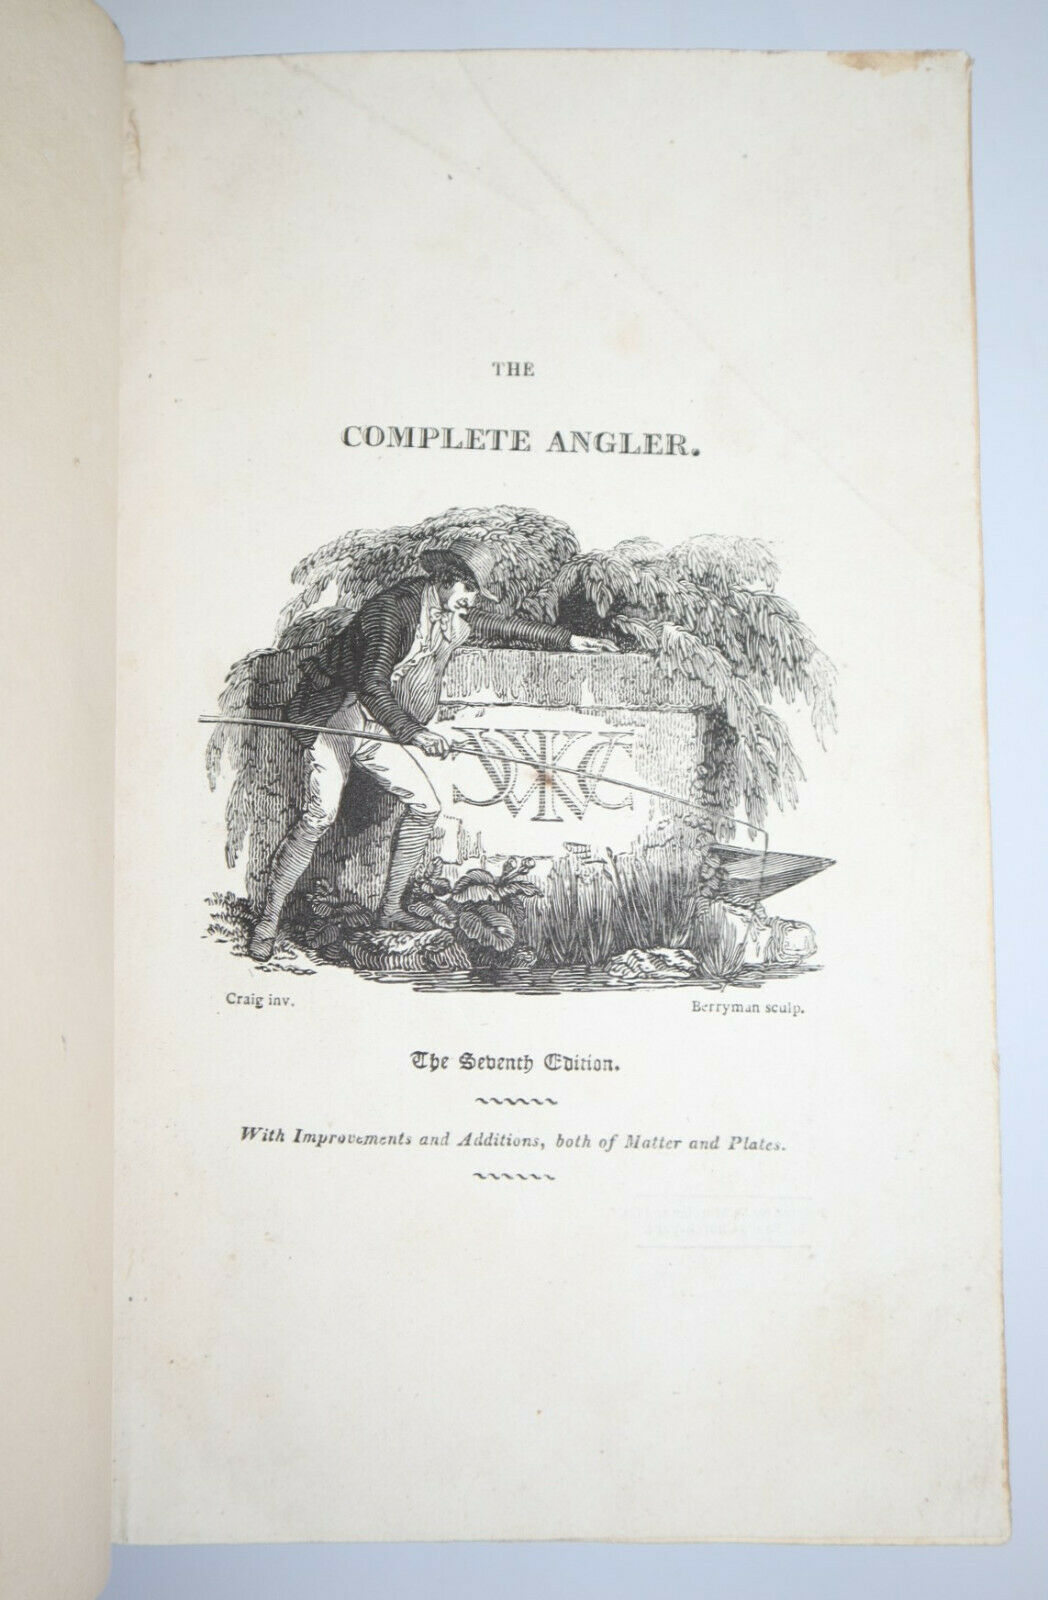 THE
COMPLETE ANGLER.
Craig inv.
Berryman sculp.
The Seventh Edition.
With Improvements and Additions, both of Matter and Plates.